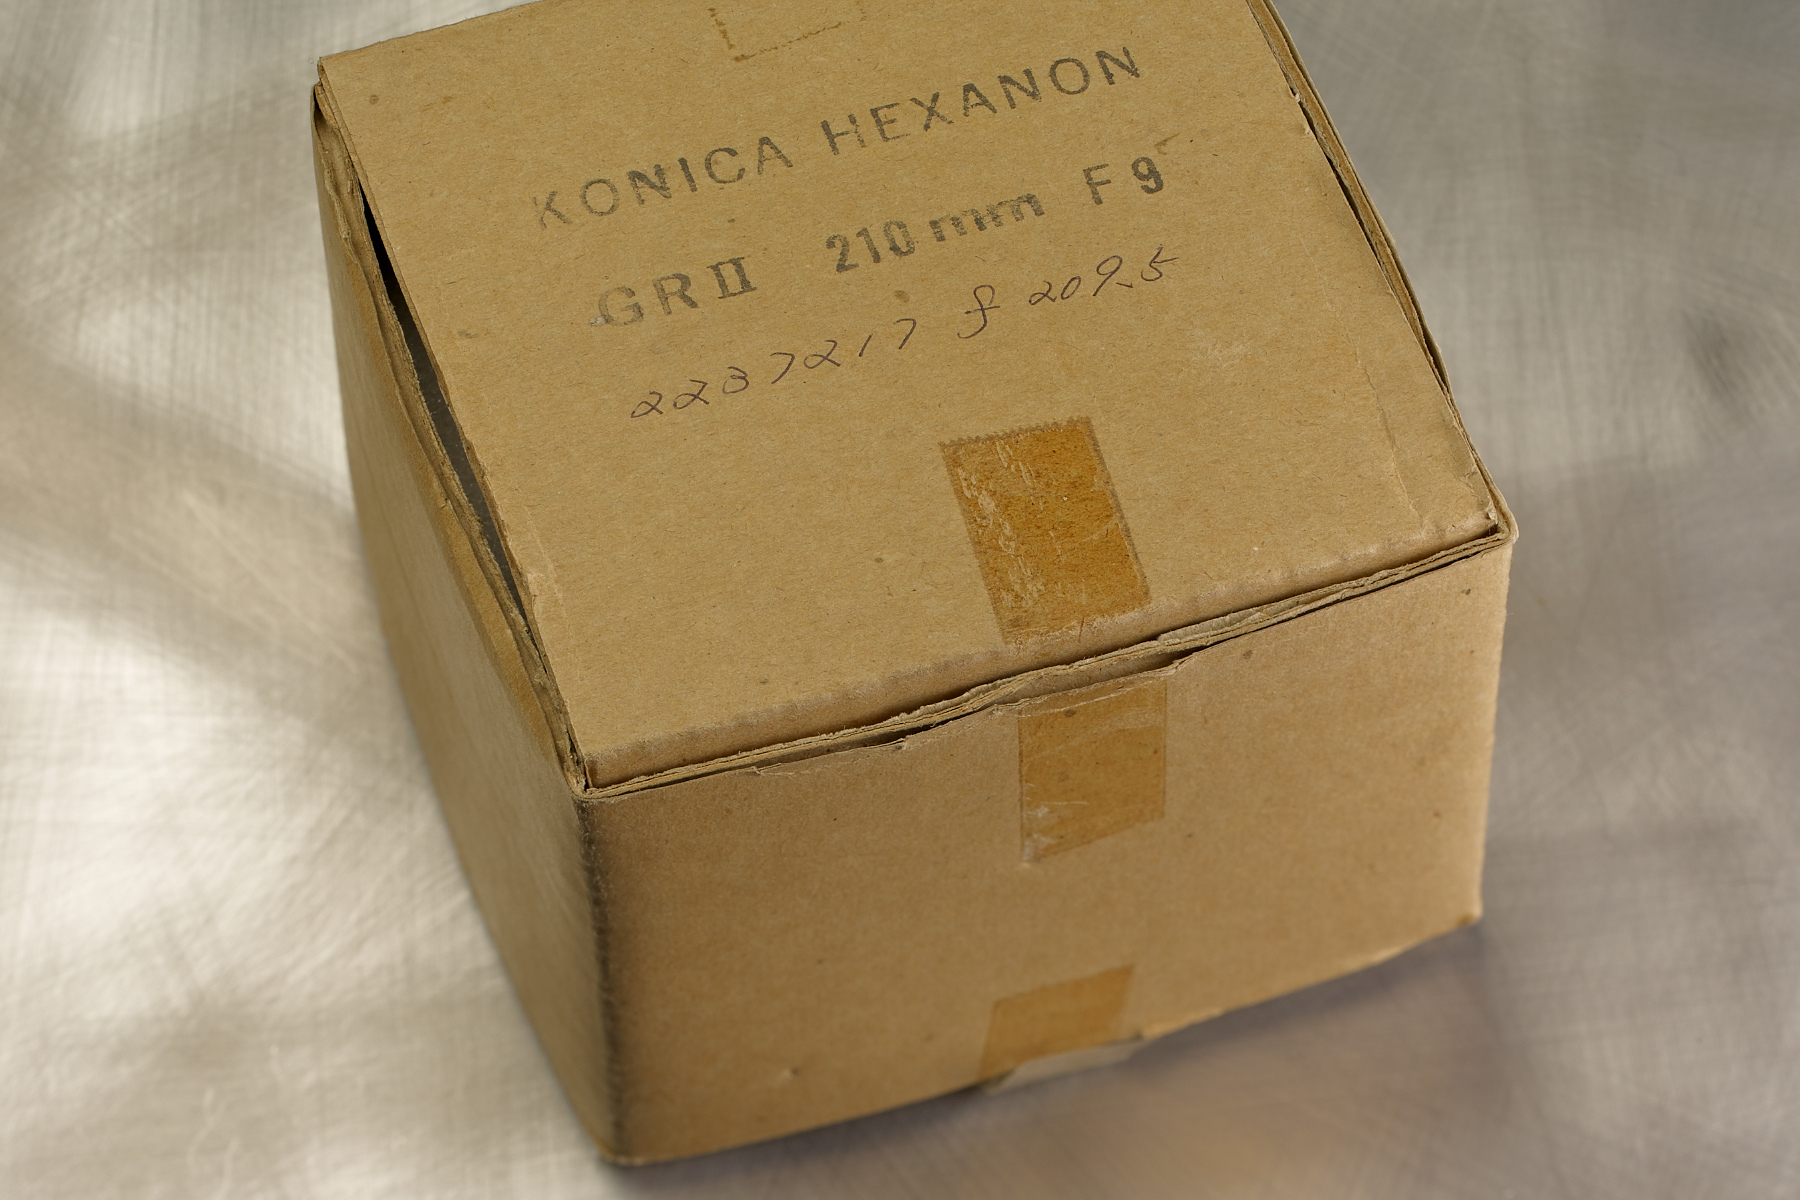 KONICA HEXANON
GRII 210mm F9
2237217 f 209.5